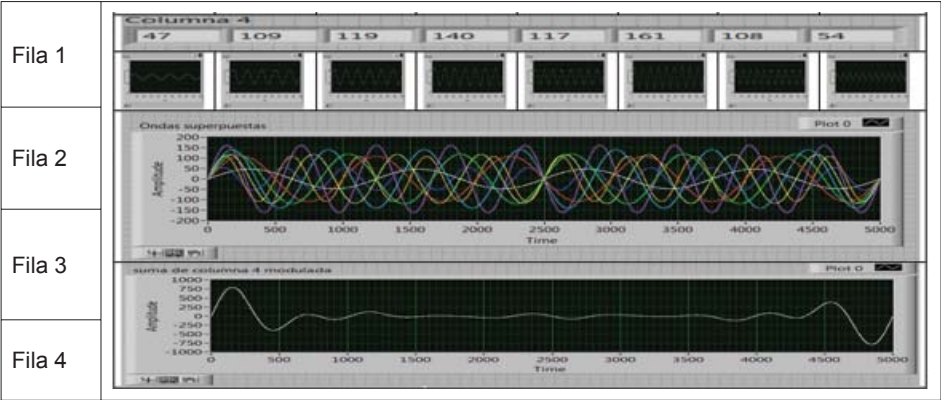 Fila 1
Fila 2
Fila 3
Fila 4
Columna 4
47 109 119 140 117 161 108 54
Ondas superpuestas
Plot 0
Amplitude
200
150
100
50
0
-50
-100
-150
-200
0 500 1000 1500 2000 2500 3000 3500 4000 4500 5000
Time
suma de columna 4 modulada
Plot 0
Amplitude
1000
750
500
250
0
-250
-500
-750
-1000
0 500 1000 1500 2000 2500 3000 3500 4000 4500 5000
Time